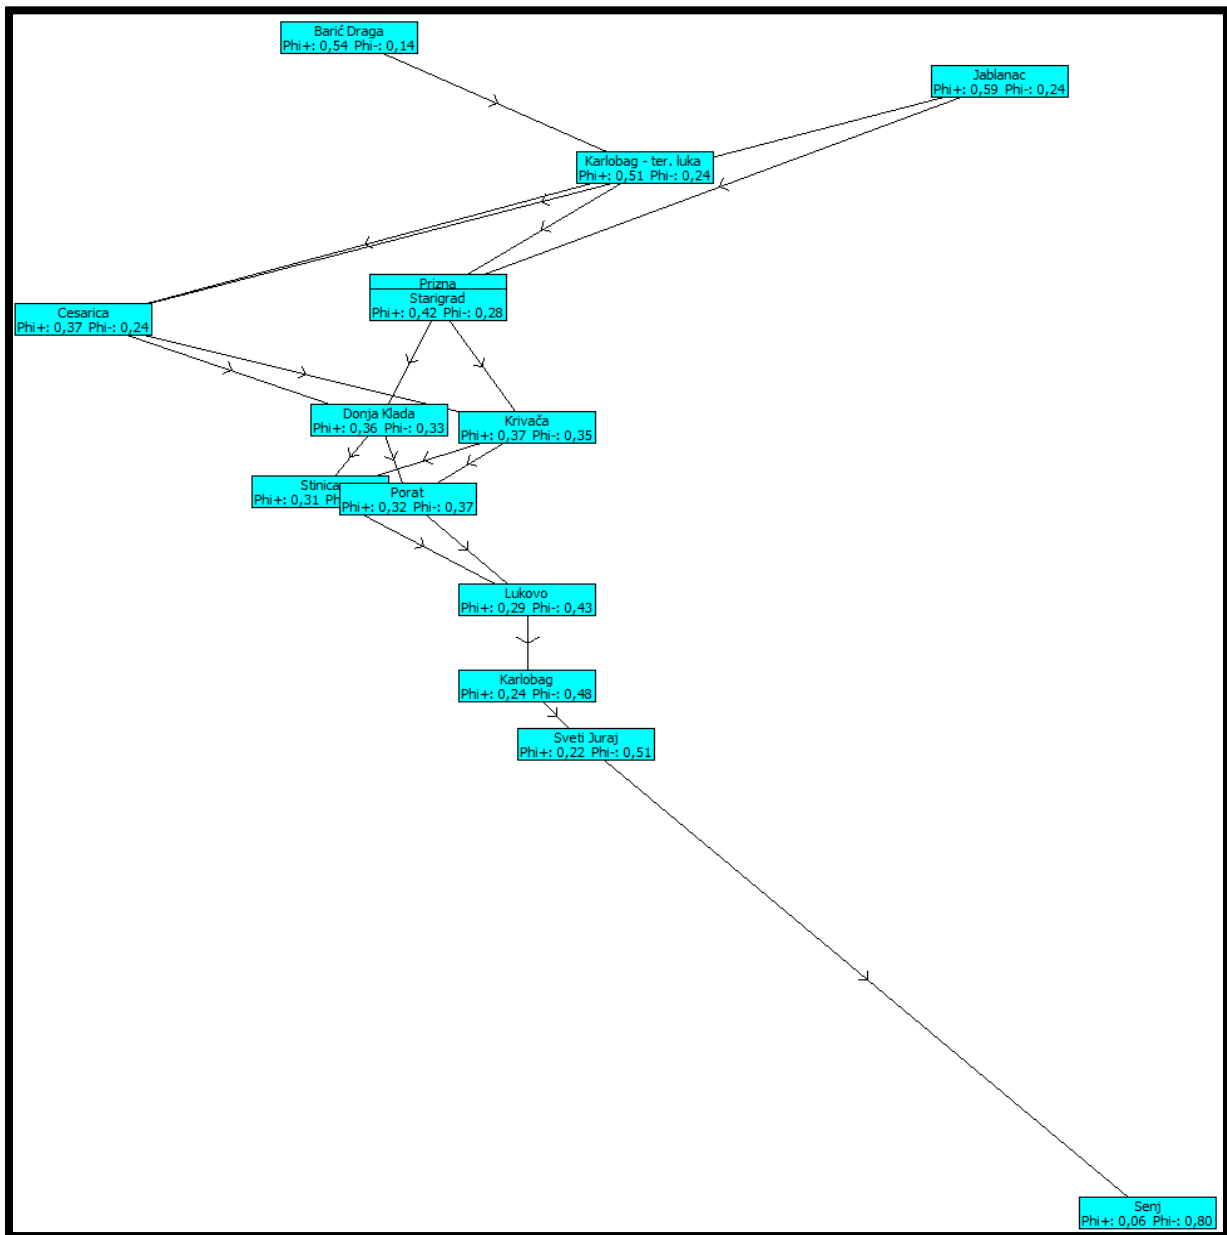 Barić Draga
Phi+: 0,54 Phi-: 0,14
Jablanac
Phi+: 0,59 Phi-: 0,24
Karlobag - ter. luka
Phi+: 0,51 Phi-: 0,24
Prizna
Starigrad
Phi+: 0,42 Phi-: 0,28
Cesarica
Phi+: 0,37 Phi-: 0,24
Donja Klada
Phi+: 0,36 Phi-: 0,33
Krivača
Phi+: 0,37 Phi-: 0,35
Stinica
Phi+: 0,31
Porat
Phi+: 0,32 Phi-: 0,37
Lukovo
Phi+: 0,29 Phi-: 0,43
Karlobag
Phi+: 0,24 Phi-: 0,48
Sveti Juraj
Phi+: 0,22 Phi-: 0,51
Senj
Phi+: 0,06 Phi-: 0,80